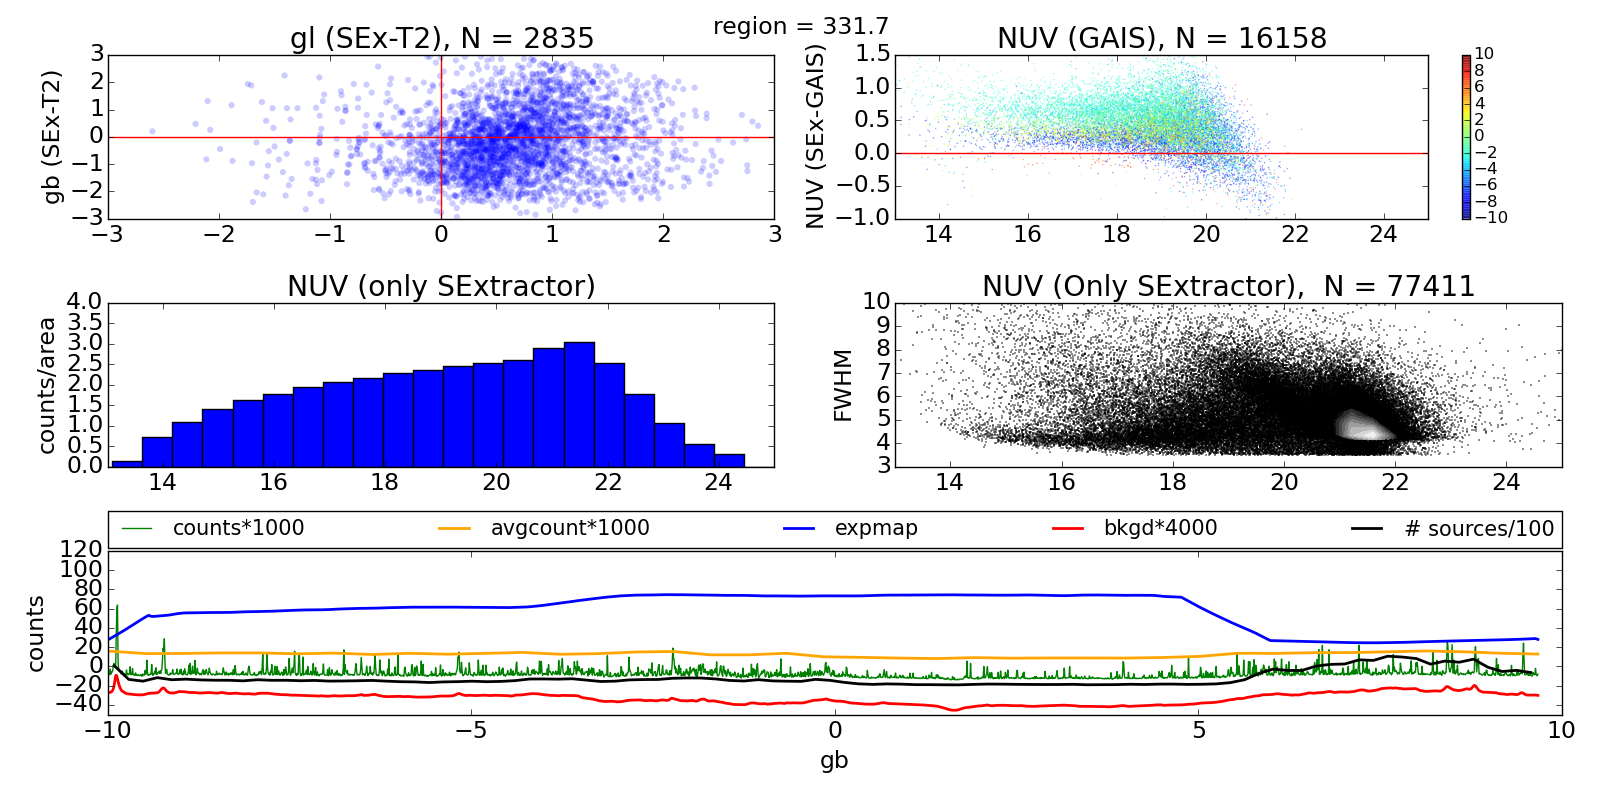 region = 331.7
gl (SEx-T2), N = 2835
gb (SEx-T2)
3
2
1
0
−1
−2
−3
−3 −2 −1 0 1 2 3
NUV (GAIS), N = 16158
NUV (SEx-GAIS)
1.5
1.0
0.5
0.0
−0.5
−1.0
14 16 18 20 22 24
10
8
6
4
2
0
−2
−4
−6
−8
−10
NUV (only SExtractor)
counts/area
4.0
3.5
3.0
2.5
2.0
1.5
1.0
0.5
0.0
14 16 18 20 22 24
NUV (Only SExtractor),  N = 77411
FWHM
10
9
8
7
6
5
4
3
14 16 18 20 22 24
counts*1000 avgcount*1000 expmap bkgd*4000 # sources/100
counts
120
100
80
60
40
20
0
−20
−40
−10 −5 0 5 10
gb